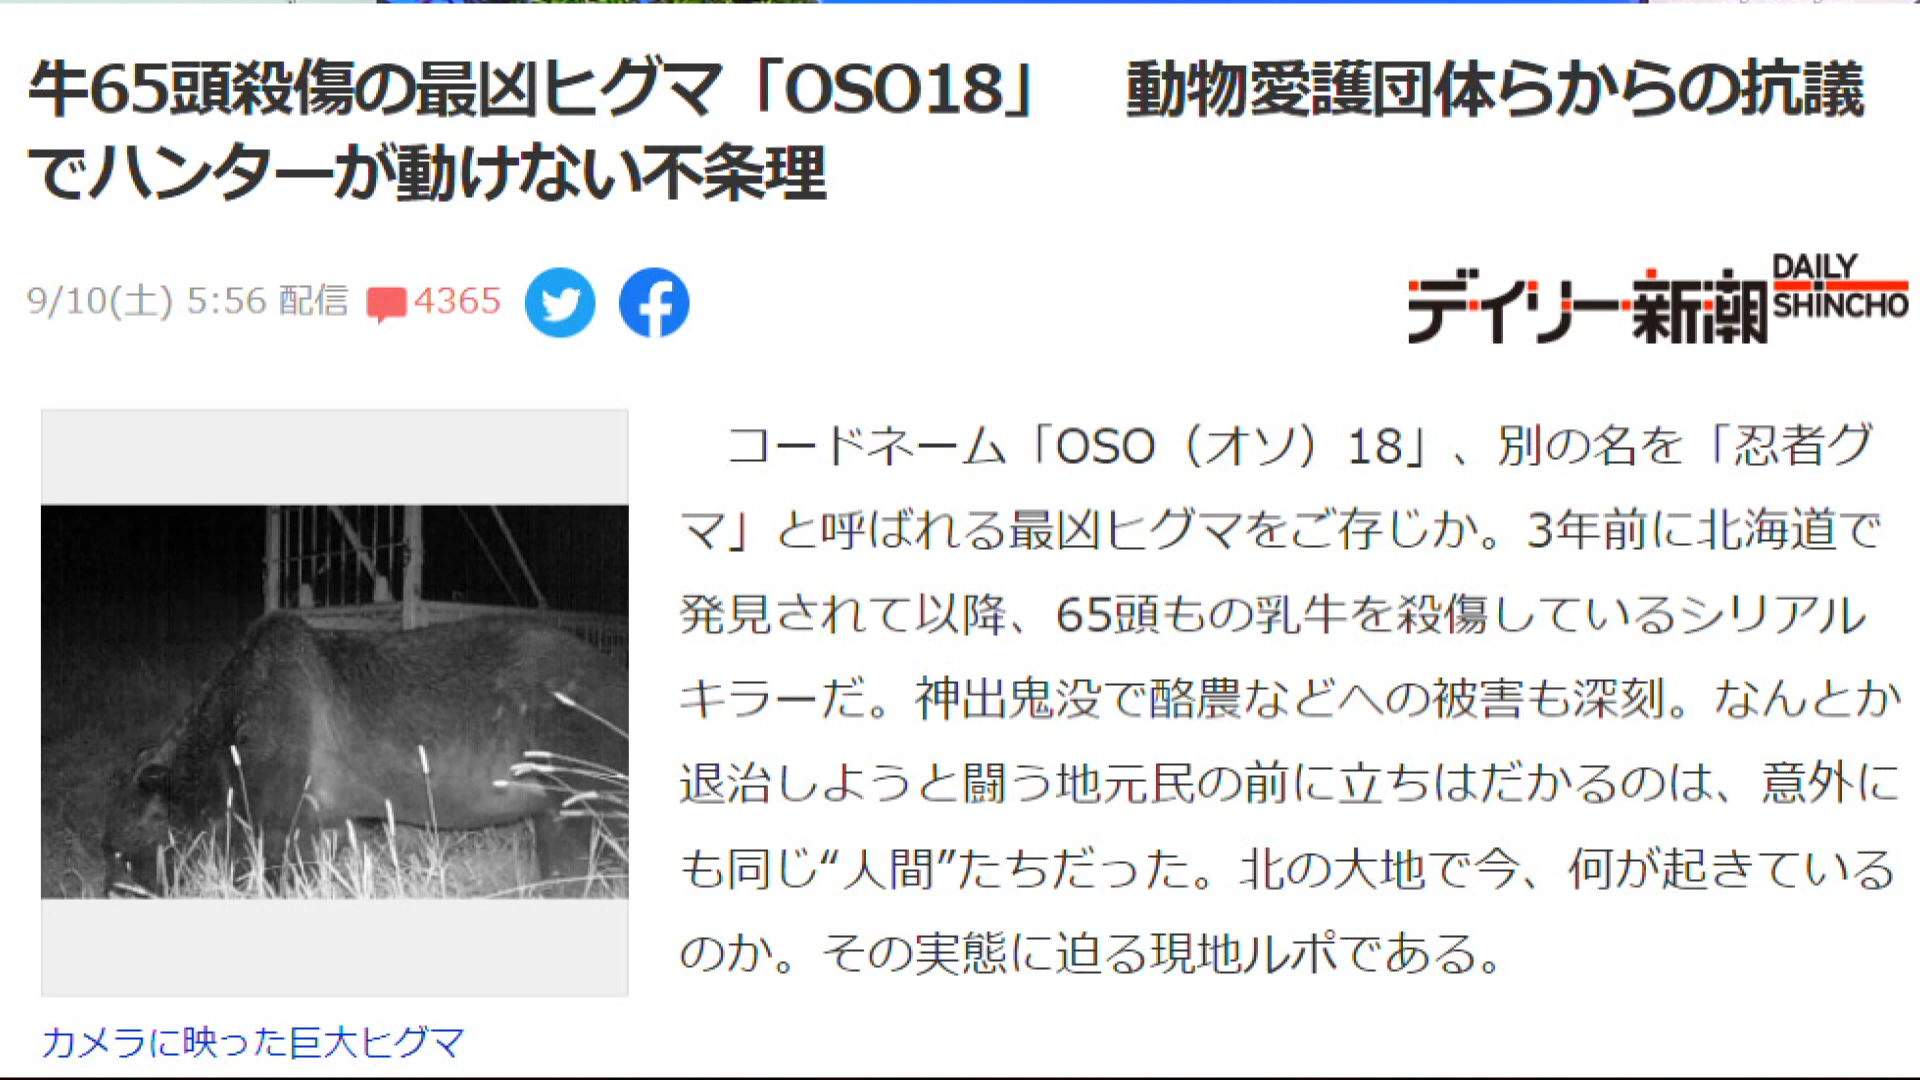 牛65頭殺傷の最凶ヒグマ「OSO18」　動物愛護団体らからの抗議
でハンターが動けない不条理
9/10(土) 5:56 配信 4365
デイリー新潮 DAILY SHINCHO
コードネーム「OSO（オソ）18」、別の名を「忍者グ
マ」と呼ばれる最凶ヒグマをご存じか。3年前に北海道で
発見されて以降、65頭もの乳牛を殺傷しているシリアル
キラーだ。神出鬼没で酪農などへの被害も深刻。なんとか
退治しようと闘う地元民の前に立ちはだかるのは、意外に
も同じ“人間”たちだった。北の大地で今、何が起きている
のか。その実態に迫る現地ルポである。
カメラに映った巨大ヒグマ